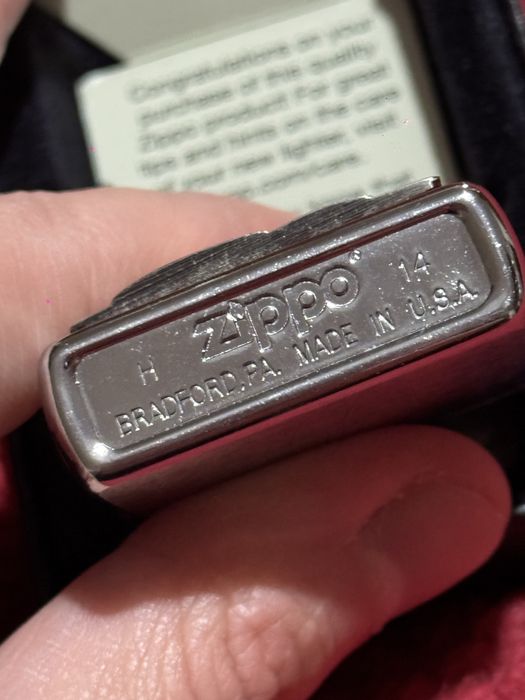 Congratulations on your
purchase of this quality
Zippo product! For great
tips and hints on the care
of your new lighter, visit
H Zippo® 14
BRADFORD, PA. MADE IN U.S.A.